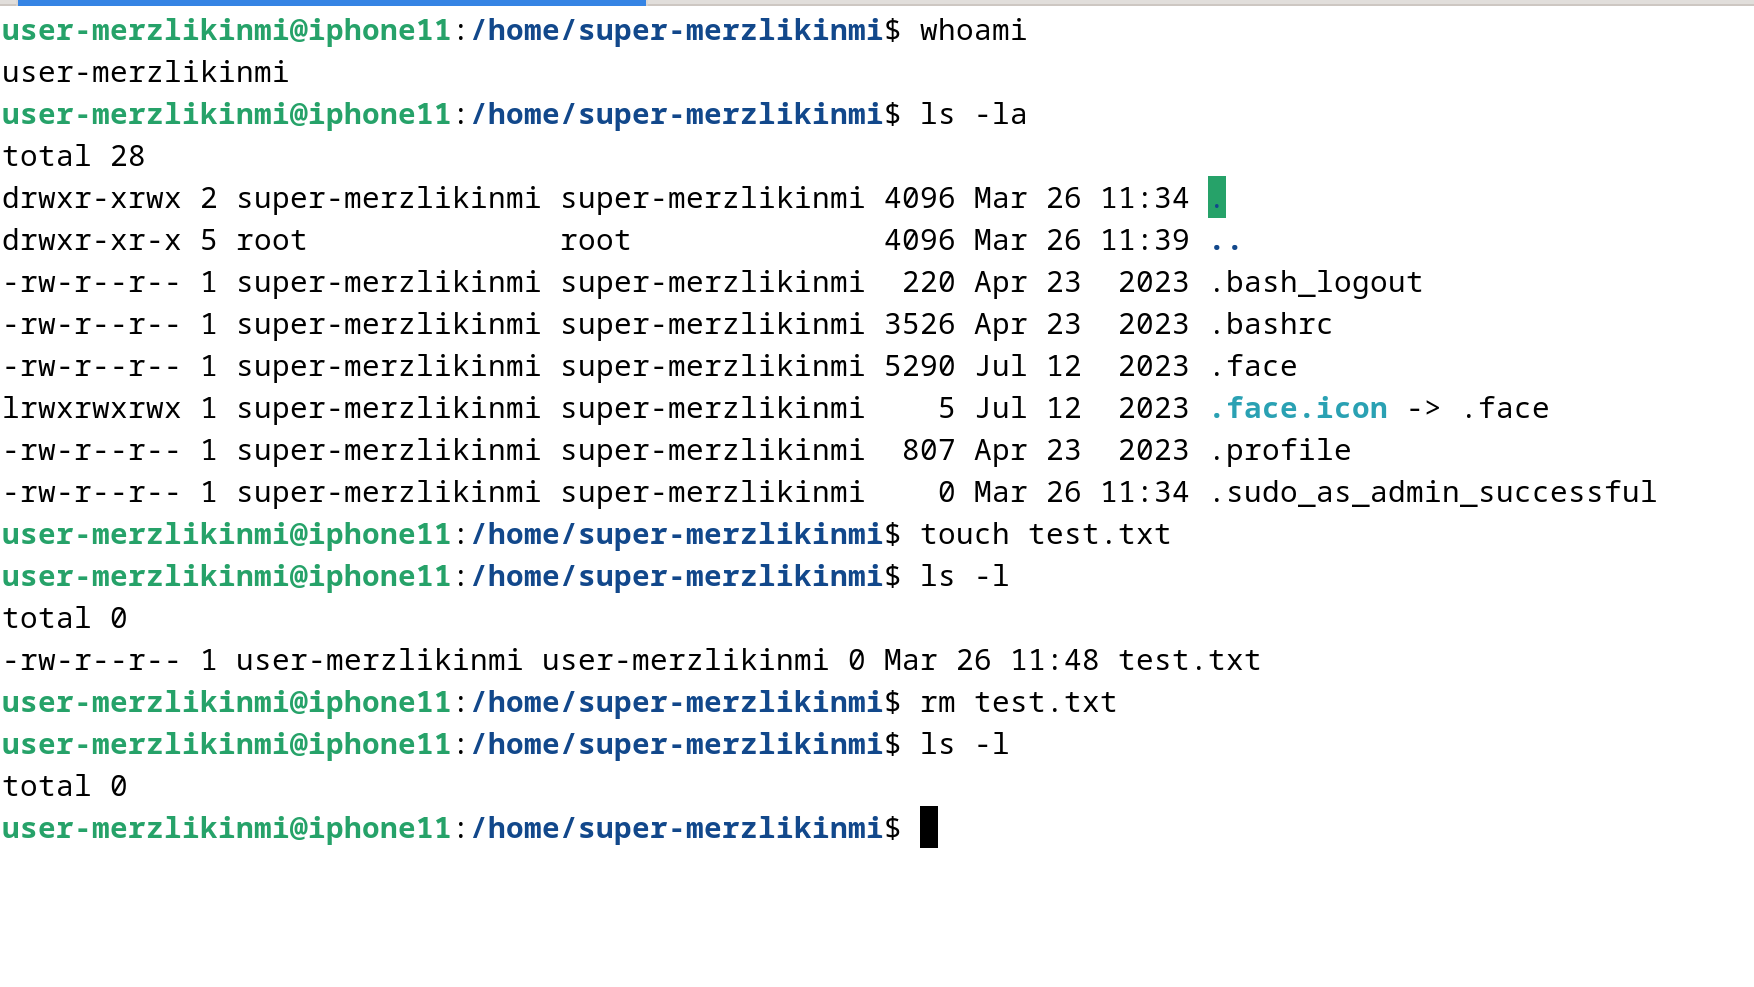 user-merzlikinmi@iphone11:/home/super-merzlikinmi$ whoami
user-merzlikinmi
user-merzlikinmi@iphone11:/home/super-merzlikinmi$ ls -la
total 28
drwxr-xrwx 2 super-merzlikinmi super-merzlikinmi 4096 Mar 26 11:34 .
drwxr-xr-x 5 root              root              4096 Mar 26 11:39 ..
-rw-r--r-- 1 super-merzlikinmi super-merzlikinmi  220 Apr 23  2023 .bash_logout
-rw-r--r-- 1 super-merzlikinmi super-merzlikinmi 3526 Apr 23  2023 .bashrc
-rw-r--r-- 1 super-merzlikinmi super-merzlikinmi 5290 Jul 12  2023 .face
lrwxrwxrwx 1 super-merzlikinmi super-merzlikinmi    5 Jul 12  2023 .face.icon -> .face
-rw-r--r-- 1 super-merzlikinmi super-merzlikinmi  807 Apr 23  2023 .profile
-rw-r--r-- 1 super-merzlikinmi super-merzlikinmi    0 Mar 26 11:34 .sudo_as_admin_successful
user-merzlikinmi@iphone11:/home/super-merzlikinmi$ touch test.txt
user-merzlikinmi@iphone11:/home/super-merzlikinmi$ ls -l
total 0
-rw-r--r-- 1 user-merzlikinmi user-merzlikinmi 0 Mar 26 11:48 test.txt
user-merzlikinmi@iphone11:/home/super-merzlikinmi$ rm test.txt
user-merzlikinmi@iphone11:/home/super-merzlikinmi$ ls -l
total 0
user-merzlikinmi@iphone11:/home/super-merzlikinmi$